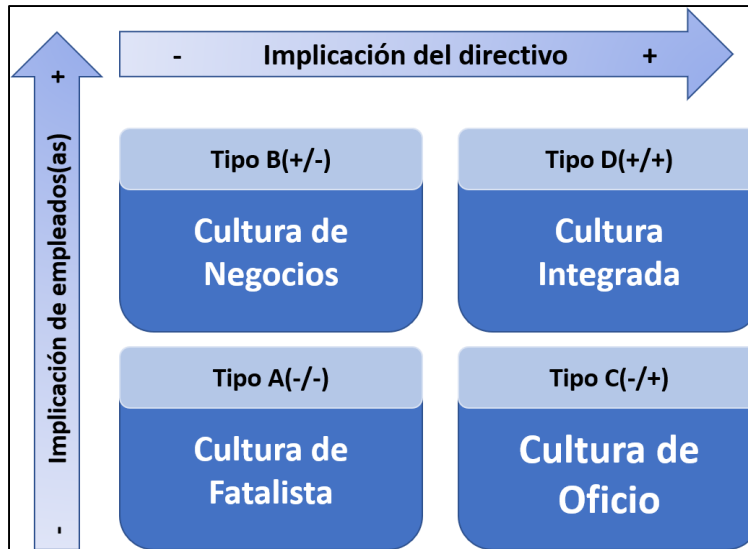 - Implicación del directivo +
- Implicación de empleados(as) +
Tipo B(+/-)
Cultura de
Negocios
Tipo D(+/+)
Cultura
Integrada
Tipo A(-/-)
Cultura de
Fatalista
Tipo C(-/+)
Cultura de
Oficio